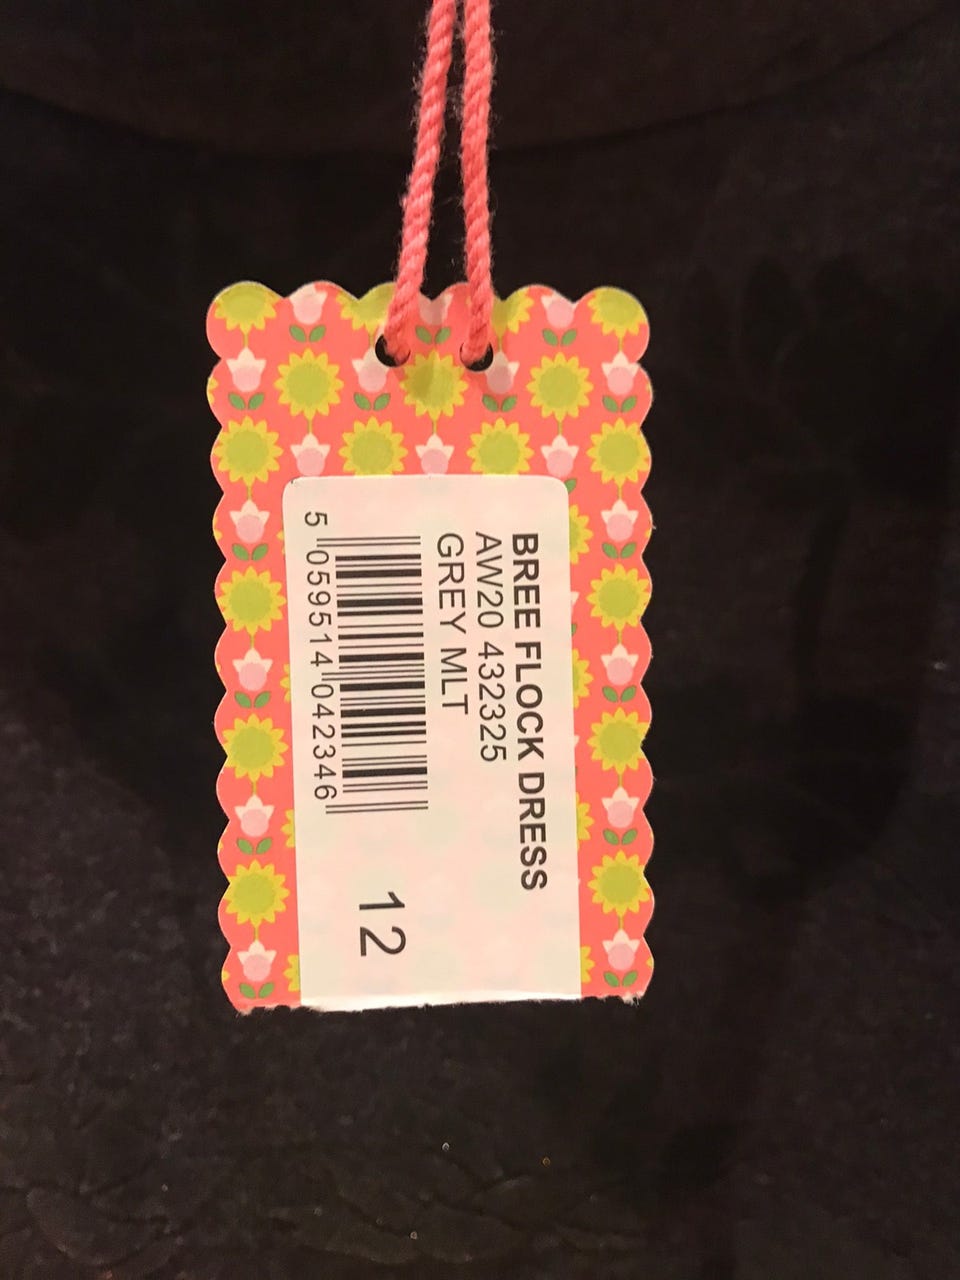 BREE FLOCK DRESS
AW20 432325
GREY MLT
5 059514 042346
12